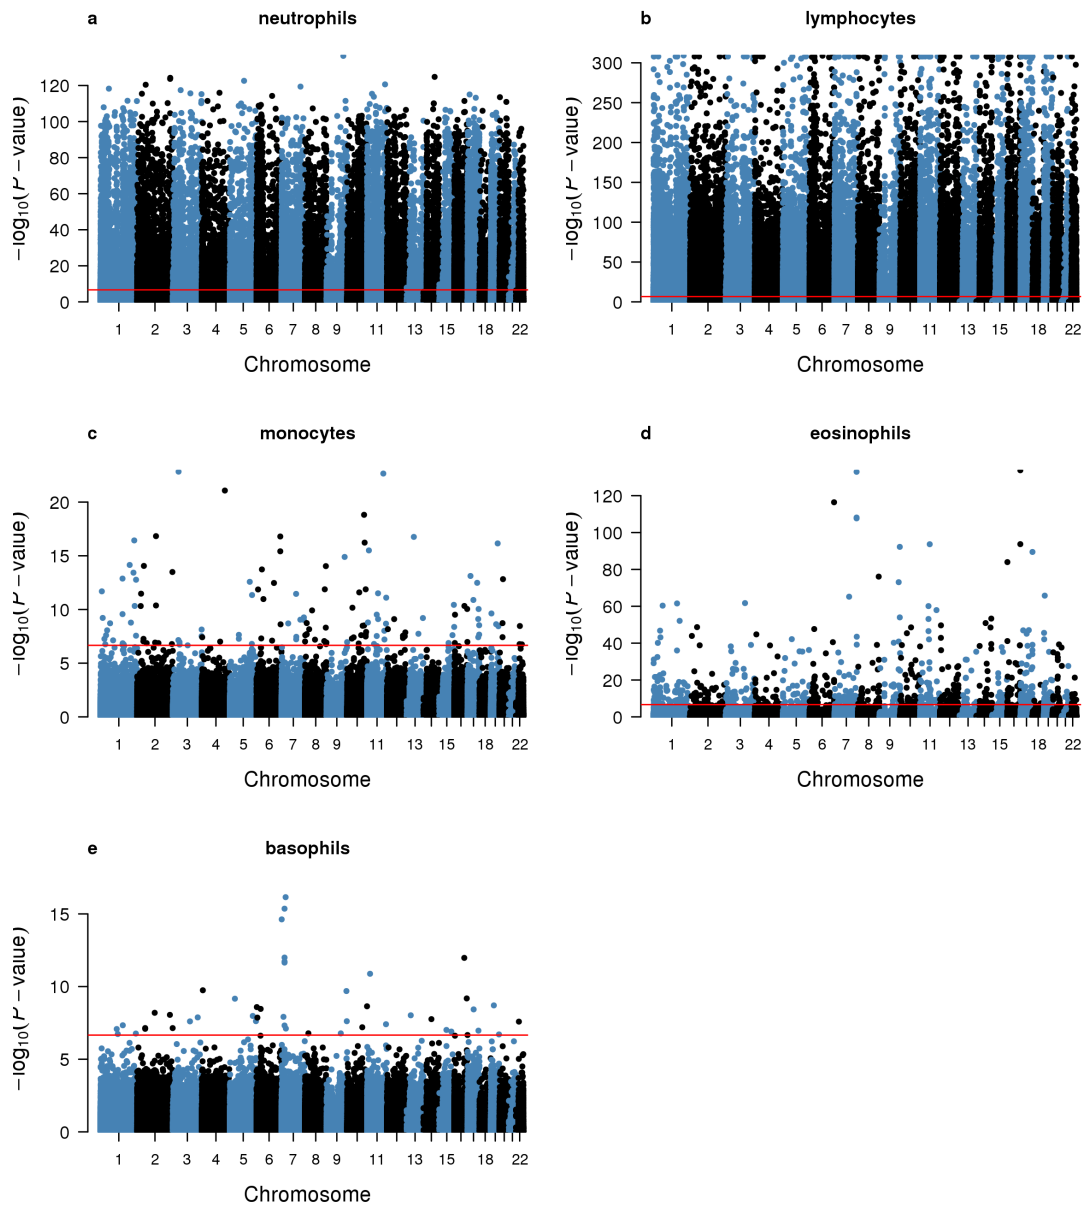 a neutrophils
120
100
80
60
40
20
0
−log10(P−value)
1 2 3 4 5 6 7 8 9 11 13 15 18 22
Chromosome
b lymphocytes
300
250
200
150
100
50
0
−log10(P−value)
1 2 3 4 5 6 7 8 9 11 13 15 18 22
Chromosome
c monocytes
20
15
10
5
0
−log10(P−value)
1 2 3 4 5 6 7 8 9 11 13 15 18 22
Chromosome
d eosinophils
120
100
80
60
40
20
0
−log10(P−value)
1 2 3 4 5 6 7 8 9 11 13 15 18 22
Chromosome
e basophils
15
10
5
0
−log10(P−value)
1 2 3 4 5 6 7 8 9 11 13 15 18 22
Chromosome